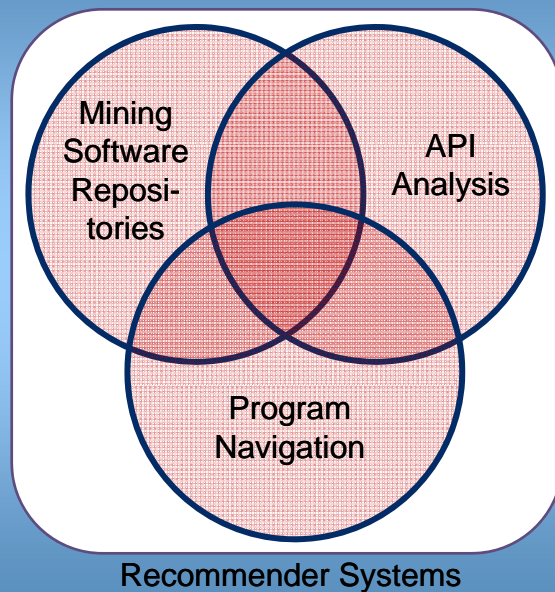 Mining
Software
Reposi-
tories
API
Analysis
Program
Navigation
Recommender Systems